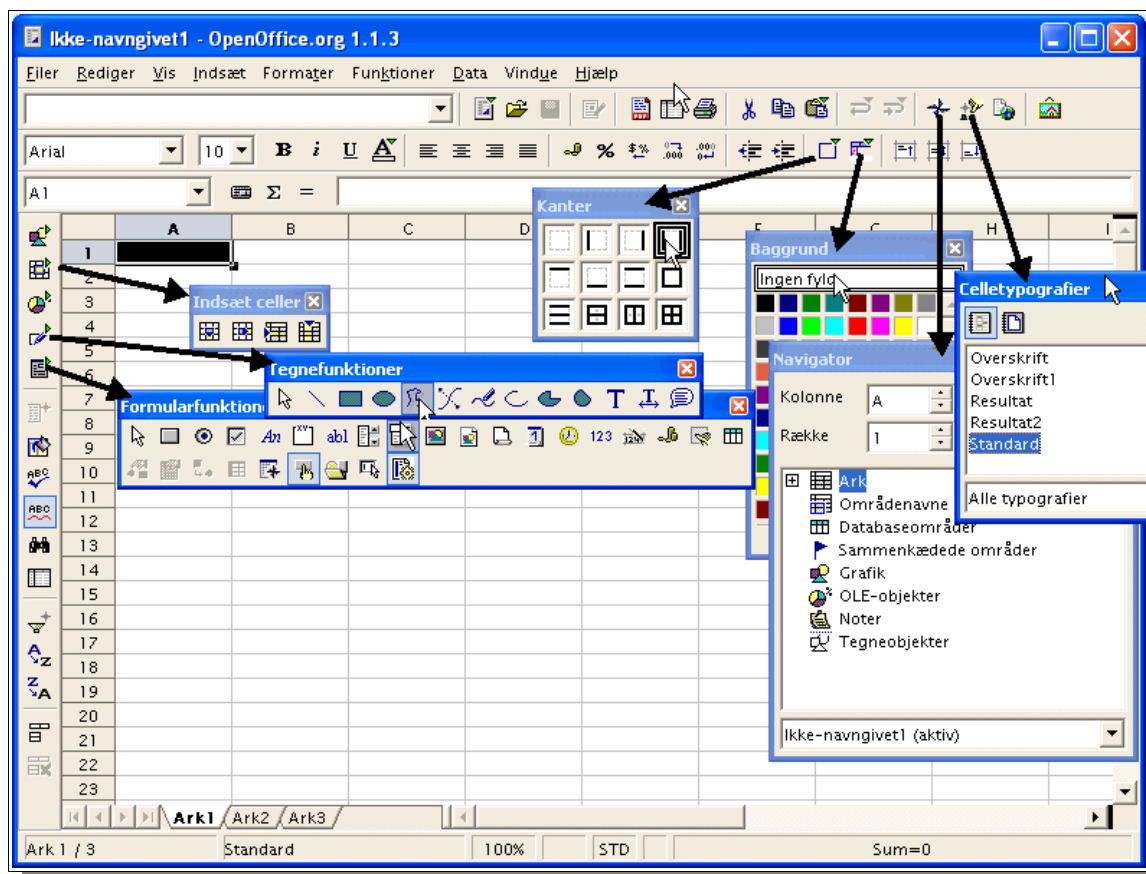 Ikke-navngivet1 - OpenOffice.org 1.1.3
Filer Rediger Vis Indsæt Formater Funktioner Data Vindue Hjælp
Arial 10 B i U A
A1 Σ =
Kanter
A B C D H I
Baggrund
Ingen fyld
Celletypografier
Indsæt celler
Overskrift
Overskrift1
Resultat
Resultat2
Standard
Alle typografier
Navigator
Kolonne A
Række 1
Tegnefunktioner
T
Formularfunktion
An abl 123
Ark
Områdenavne
Databaseområder
Sammenkædede områder
Grafik
OLE-objekter
Noter
Tegneobjekter
Ikke-navngivet1 (aktiv)
ABC
ABC
A Z
Z A
1
2
3
4
5
6
7
8
9
10
11
12
13
14
15
16
17
18
19
20
21
22
23
Ark1 Ark2 Ark3
Ark 1 / 3 Standard 100% STD Sum=0